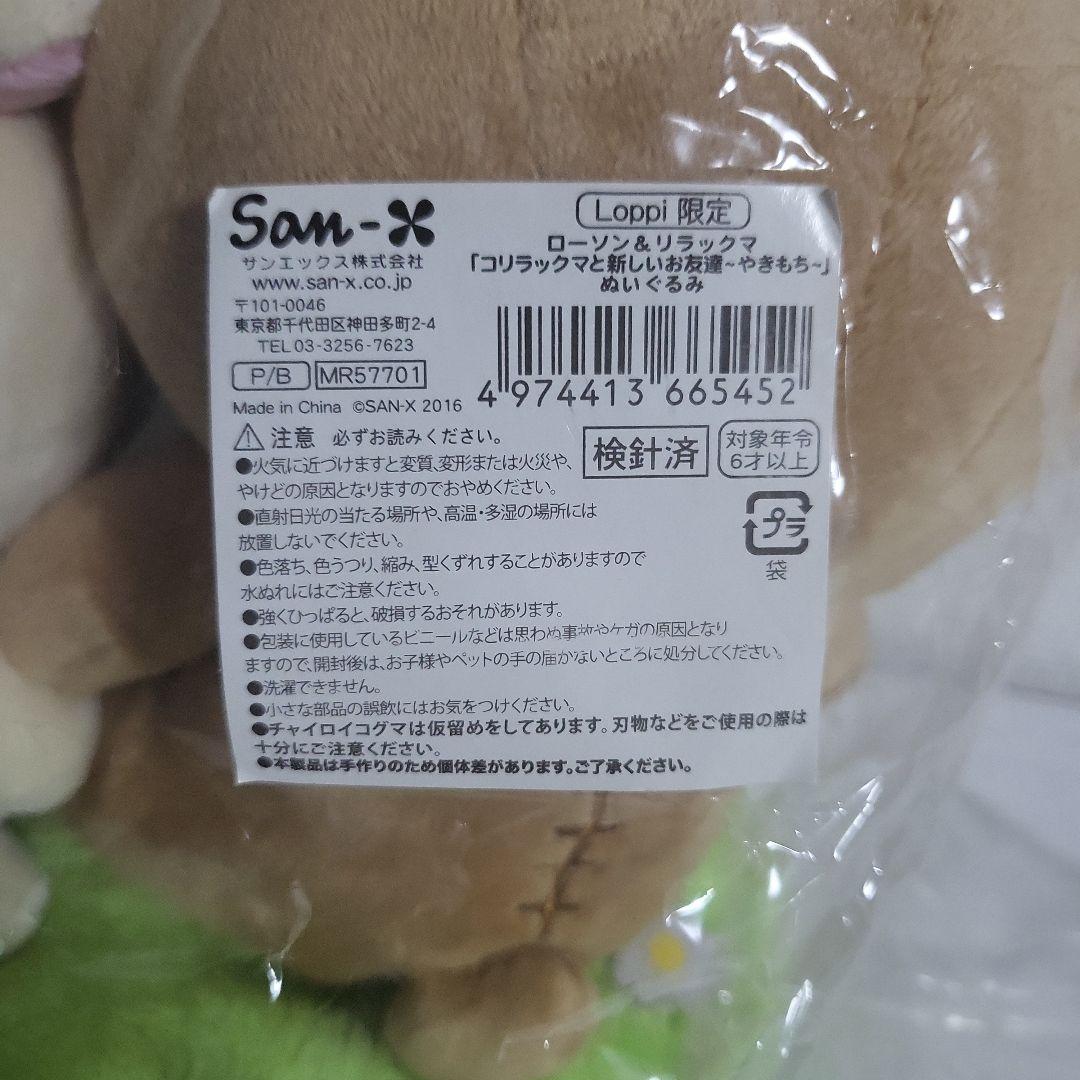 San-X
サンエックス株式会社
www.san-x.co.jp
〒101-0046
東京都千代田区神田多町2-4
TEL 03-3256-7623
P/B MR57701
Made in China ©SAN-X 2016
Loppi 限定
ローソン＆リラックマ
「コリラックマと新しいお友達～やきもち～」
ぬいぐるみ
4 974413 665452
⚠注意 必ずお読みください。
検針済
対象年令
6才以上
●火気に近づけますと変質、変形または火災や、
やけどの原因となりますのでおやめください。
●直射日光の当たる場所や、高温・多湿の場所には
放置しないでください。
プラ
袋
●色落ち、色うつり、縮み、型くずれすることがありますので
水ぬれにはご注意ください。
●強くひっぱると、破損するおそれがあります。
●包装に使用しているビニールなどは思わぬ事故やケガの原因となり
ますので、開封後は、お子様やペットの手の届かないところに処分してください。
●洗濯できません。
●小さな部品の誤飲にはお気をつけください。
●チャイロイコグマは仮留めをしてあります。刃物などをご使用の際は
十分にご注意ください。
●本製品は手作りのため個体差があります。ご了承ください。